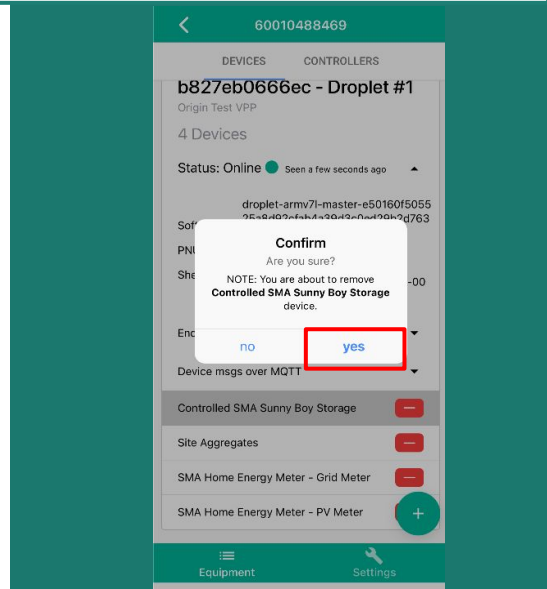 60010488469
DEVICES CONTROLLERS
b827eb0666ec - Droplet #1
Origin Test VPP
4 Devices
Status: Online Seen a few seconds ago
droplet-armv7l-master-e50160f5055
25a8d92cfab4a39d3c0ed29b2d763
Confirm
Are you sure?
NOTE: You are about to remove
Controlled SMA Sunny Boy Storage
device.
-00
no yes
Device msgs over MQTT
Controlled SMA Sunny Boy Storage
Site Aggregates
SMA Home Energy Meter - Grid Meter
SMA Home Energy Meter - PV Meter
Equipment Settings